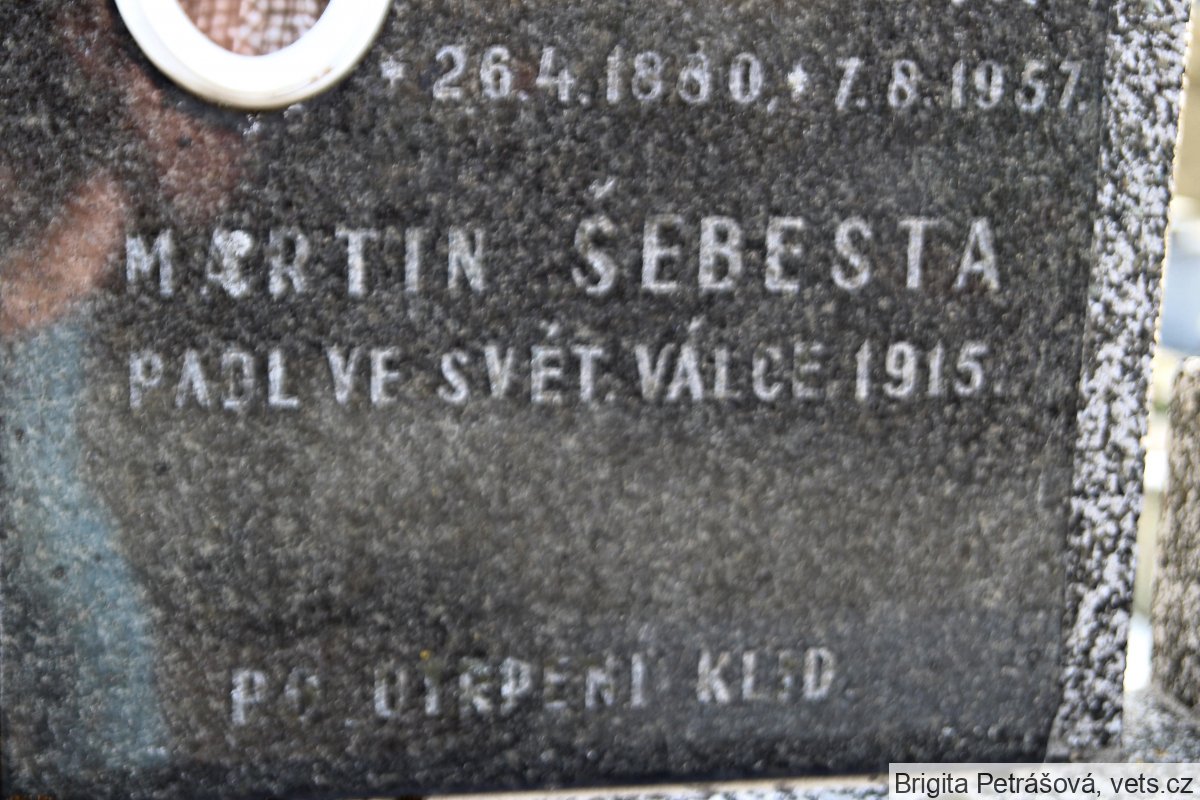 * 26.4.1880. + 7.8.1957.
MARTIN ŠEBESTA
PADL VE SVĚT. VÁLCE 1915.
PO UTRPENÍ KLID
Brigita Petrášová, vets.cz